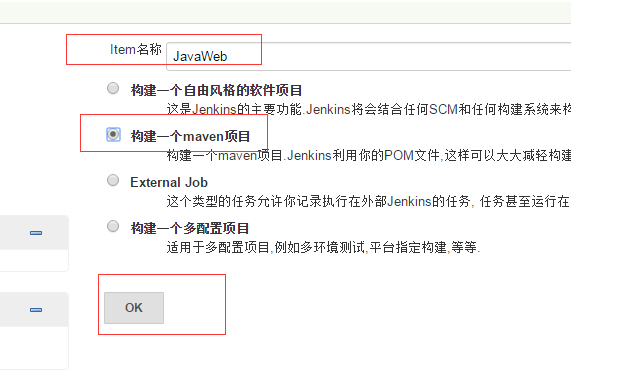 Item名称
JavaWeb
构建一个自由风格的软件项目
这是Jenkins的主要功能.Jenkins将会结合任何SCM和任何构建系统来构
构建一个maven项目
构建一个maven项目.Jenkins利用你的POM文件,这样可以大大减轻构建
External Job
这个类型的任务允许你记录执行在外部Jenkins的任务, 任务甚至运行在
构建一个多配置项目
适用于多配置项目,例如多环境测试,平台指定构建,等等.
OK